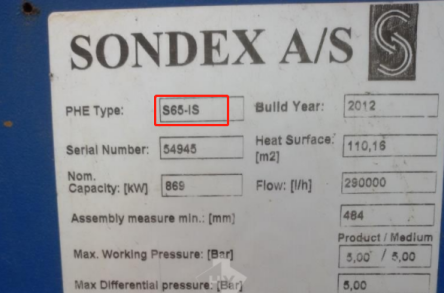 SONDEX A/S
PHE Type: S65-IS Build Year: 2012
Serial Number: 54945 Heat Surface: [m2] 110,16
Nom. Capacity: [kW] 869 Flow: [l/h] 290000
Assembly measure min.: [mm] 484
Product / Medium
Max. Working Pressure: [Bar] 5,00 / 5,00
Max Differential pressure: [Bar] 5,00